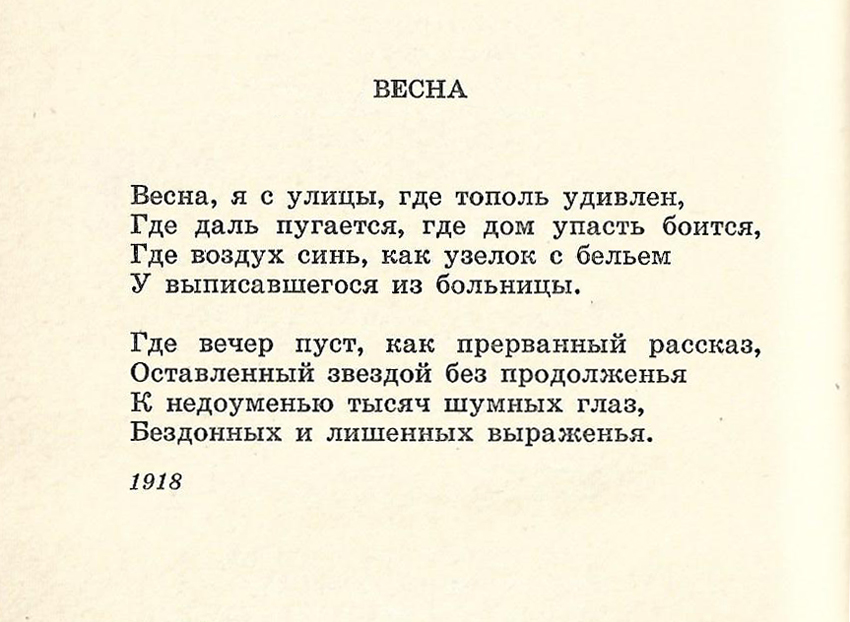 ВЕСНА
Весна, я с улицы, где тополь удивлен,
Где даль пугается, где дом упасть боится,
Где воздух синь, как узелок с бельем
У выписавшегося из больницы.
Где вечер пуст, как прерванный рассказ,
Оставленный звездой без продолженья
К недоуменью тысяч шумных глаз,
Бездонных и лишенных выраженья.
1918